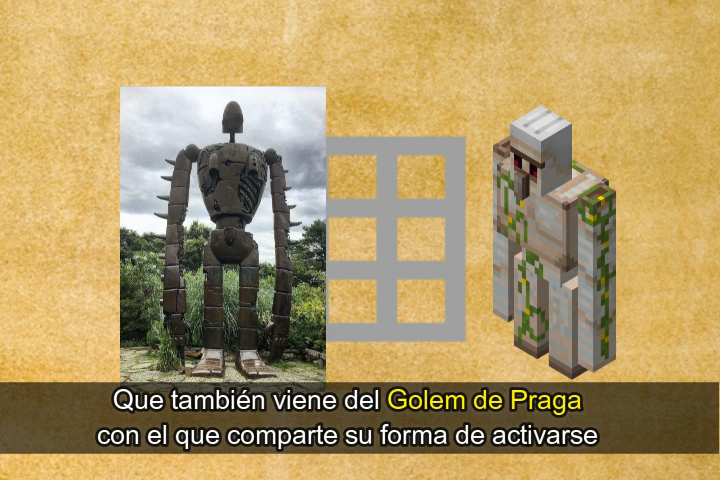 Que también viene del Golem de Praga
con el que comparte su forma de activarse